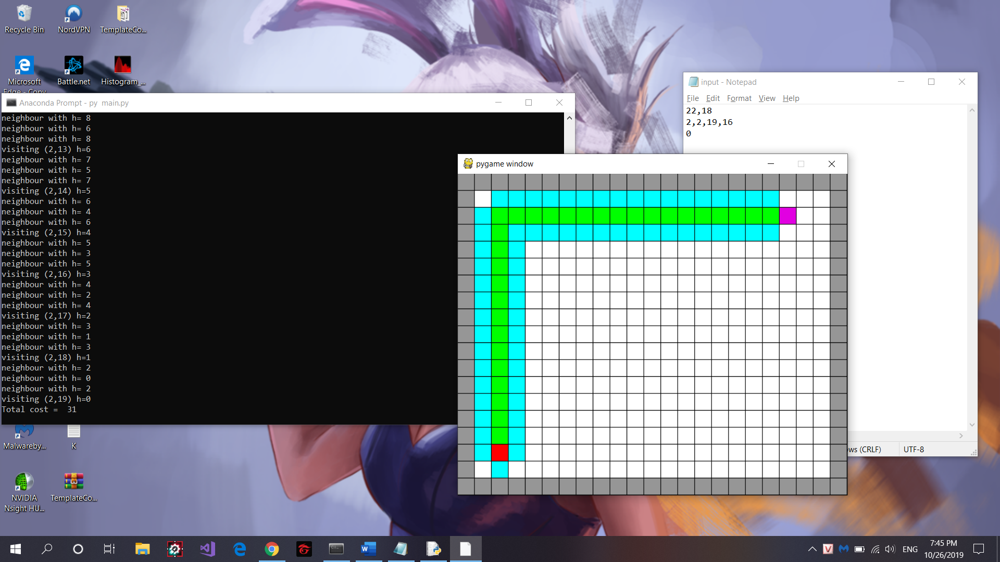 Recycle Bin
NordVPN
TemplateCo...
Microsoft
Edge - Copy
Battle.net
Histogram_...
Anaconda Prompt - py  main.py
neighbour with h= 8
neighbour with h= 6
neighbour with h= 8
visiting (2,13) h=6
neighbour with h= 7
neighbour with h= 5
neighbour with h= 7
visiting (2,14) h=5
neighbour with h= 6
neighbour with h= 4
neighbour with h= 6
visiting (2,15) h=4
neighbour with h= 5
neighbour with h= 3
neighbour with h= 5
visiting (2,16) h=3
neighbour with h= 4
neighbour with h= 2
neighbour with h= 4
visiting (2,17) h=2
neighbour with h= 3
neighbour with h= 1
neighbour with h= 3
visiting (2,18) h=1
neighbour with h= 2
neighbour with h= 0
neighbour with h= 2
visiting (2,19) h=0
Total cost =  31
input - Notepad
File Edit Format View Help
22,18
2,2,19,16
0
pygame window
ows (CRLF)
UTF-8
Malwareby...
K
NVIDIA
Nsight HU...
TemplateCo...
ENG
7:45 PM
10/26/2019